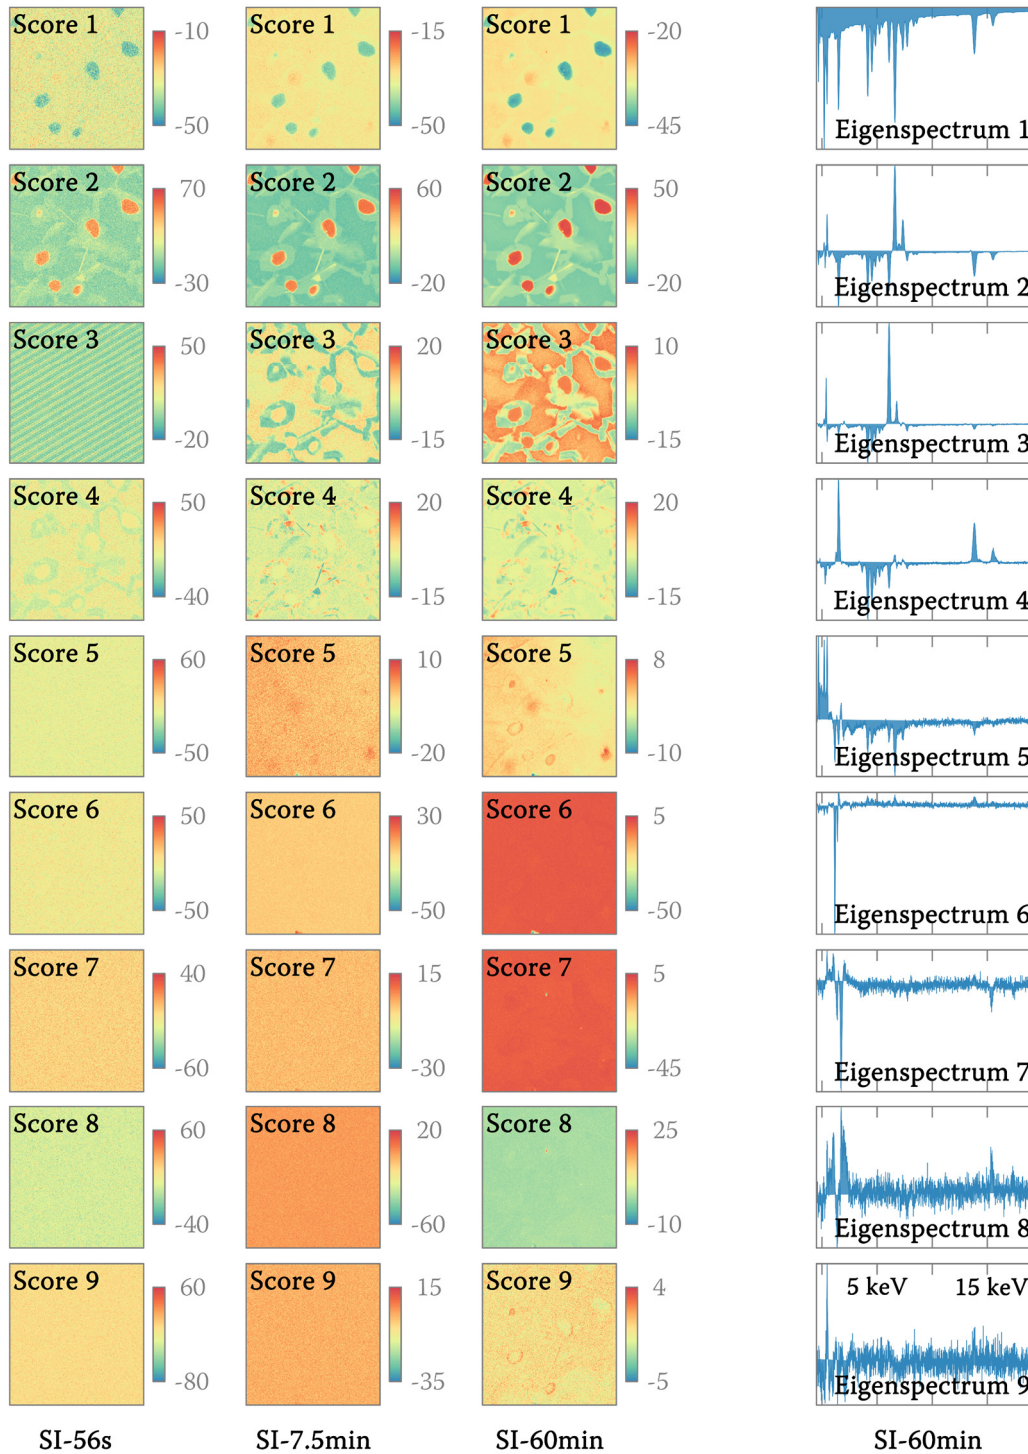 Score 1
-10
-50
Score 1
-15
-50
Score 1
-20
-45
Eigenspectrum 1
Score 2
70
-30
Score 2
60
-20
Score 2
50
-20
Eigenspectrum 2
Score 3
50
-20
Score 3
20
-15
Score 3
10
-15
Eigenspectrum 3
Score 4
50
-40
Score 4
20
-15
Score 4
20
-15
Eigenspectrum 4
Score 5
60
-50
Score 5
10
-20
Score 5
8
-10
Eigenspectrum 5
Score 6
50
-50
Score 6
30
-50
Score 6
5
-50
Eigenspectrum 6
Score 7
40
-60
Score 7
15
-30
Score 7
5
-45
Eigenspectrum 7
Score 8
60
-40
Score 8
20
-60
Score 8
25
-10
Eigenspectrum 8
Score 9
60
-80
Score 9
15
-35
Score 9
4
-5
5 keV 15 keV
Eigenspectrum 9
SI-56s SI-7.5min SI-60min SI-60min